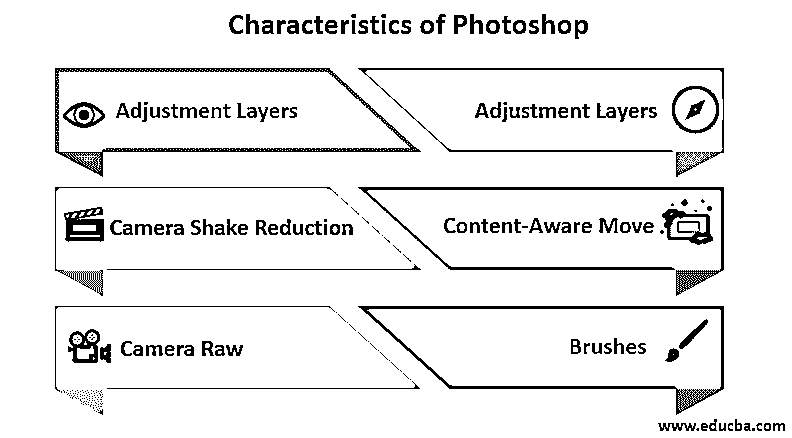 Characteristics of Photoshop
Adjustment Layers
Adjustment Layers
Camera Shake Reduction
Content-Aware Move
Camera Raw
Brushes
www.educba.com